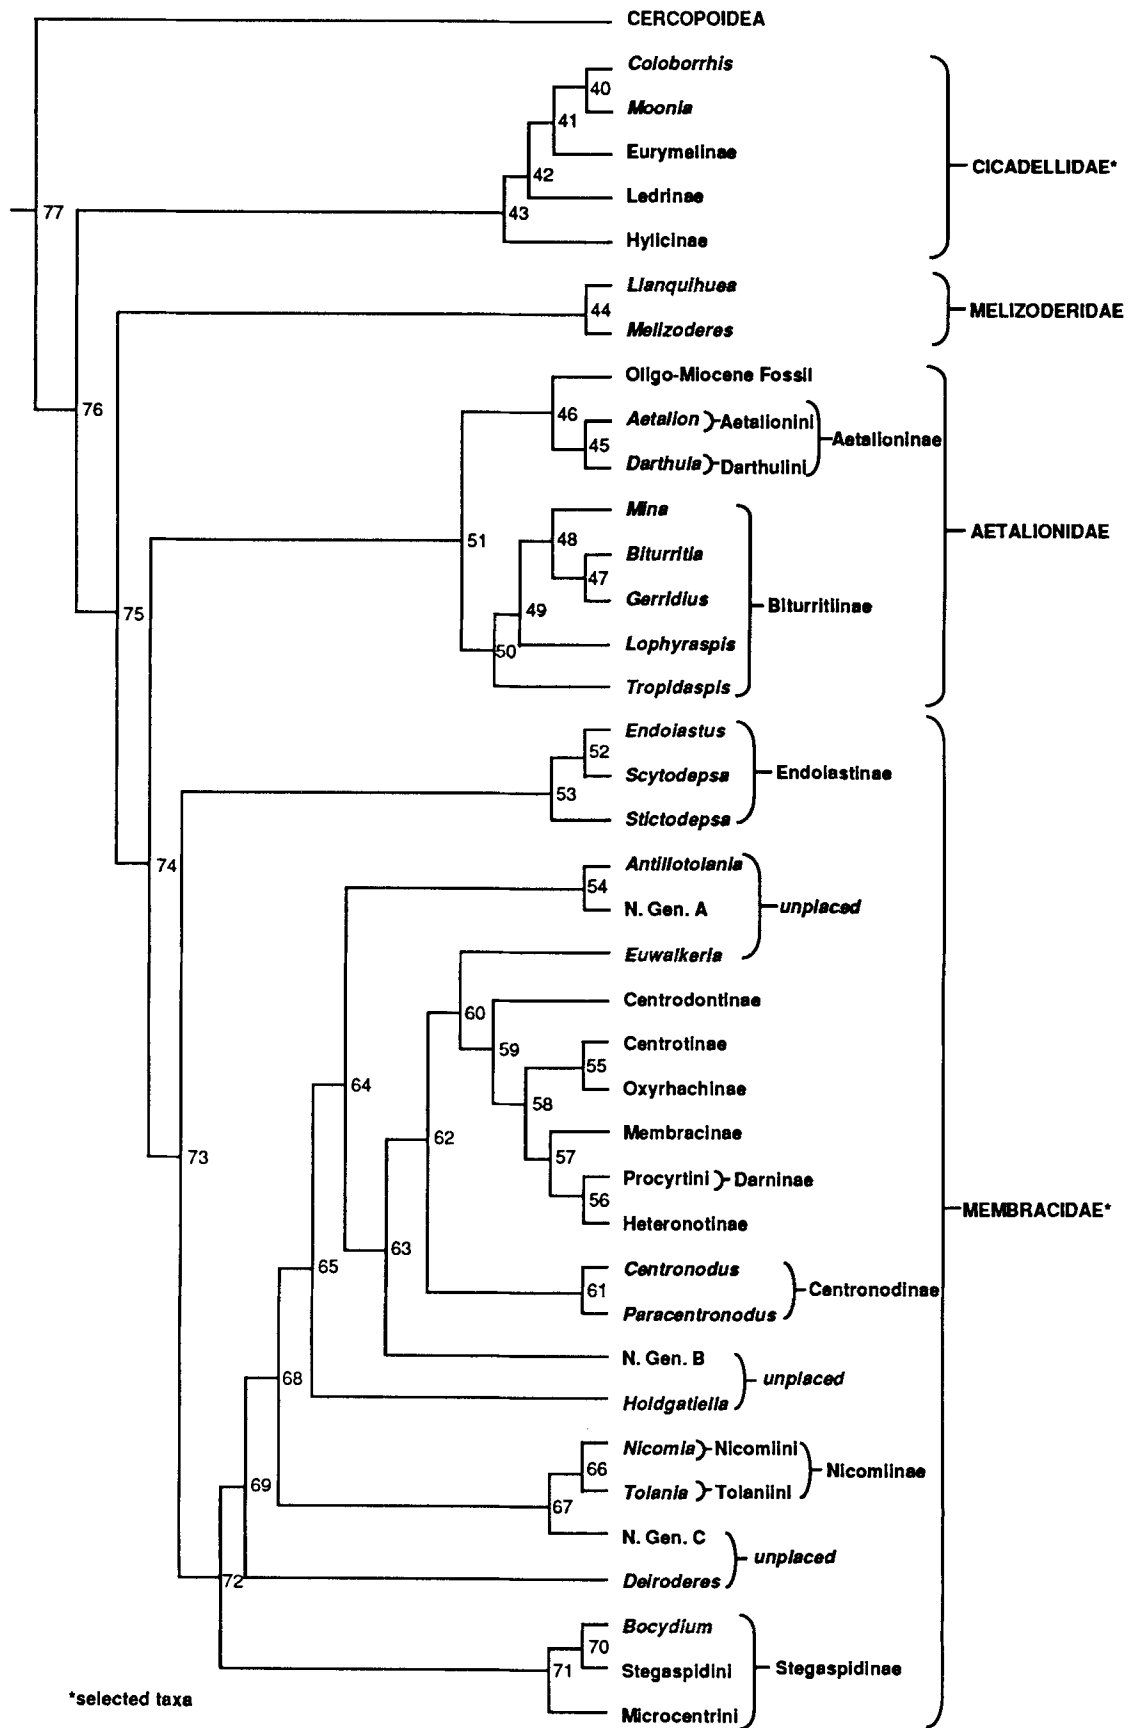 CERCOPOIDEA
Coloborrhis
40
Moonia
41
Eurymelinae
CICADELLIDAE*
42
Ledrinae
77
43
Hylicinae
Llanquihuea
44
MELIZODERIDAE
Melizoderes
Oligo-Miocene Fossil
76
46
Aetalion
Aetalionini
45
Aetalioninae
Darthula
Darthulini
Mina
51
48
AETALIONIDAE
Biturritia
47
Gerridius
49
Biturritiinae
75
Lophyraspis
50
Tropidaspis
Endoiastus
52
Scytodepsa
Endoiastinae
53
Stictodepsa
74
Antillotolania
54
N. Gen. A
unplaced
Euwalkeria
60
Centrodontinae
59
Centrotinae
55
64
Oxyrhachinae
58
62
Membracinae
73
57
Procyrtini
Darninae
56
Heteronotinae
MEMBRACIDAE*
63
65
Centronodus
61
Centronodinae
Paracentronodus
N. Gen. B
68
unplaced
Holdgatiella
Nicomia
Nicomiini
66
Nicomiinae
69
Tolania
Tolaniini
67
N. Gen. C
unplaced
72
Deiroderes
Bocydium
70
71
Stegaspidini
Stegaspidinae
*selected taxa
Microcentrini